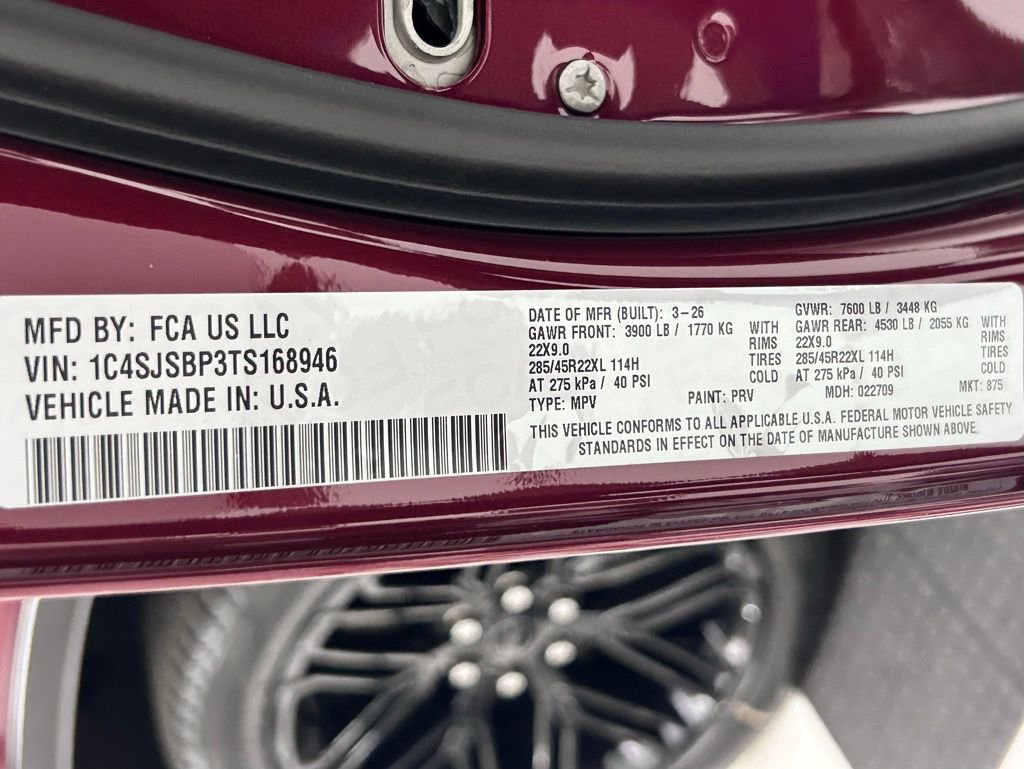 MFD BY: FCA US LLC
VIN: 1C4SJSBP3TS168946
VEHICLE MADE IN: U.S.A.
DATE OF MFR (BUILT): 3-26
GAWR FRONT: 3900 LB / 1770 KG WITH
22X9.0 RIMS
285/45R22XL 114H TIRES
AT 275 kPa / 40 PSI COLD
TYPE: MPV PAINT: PRV
GVWR: 7600 LB / 3448 KG
GAWR REAR: 4530 LB / 2055 KG WITH
22X9.0 RIMS
285/45R22XL 114H TIRES
AT 275 kPa / 40 PSI COLD
MDH: 022709 MKT: 875
THIS VEHICLE CONFORMS TO ALL APPLICABLE U.S.A. FEDERAL MOTOR VEHICLE SAFETY
STANDARDS IN EFFECT ON THE DATE OF MANUFACTURE SHOWN ABOVE.